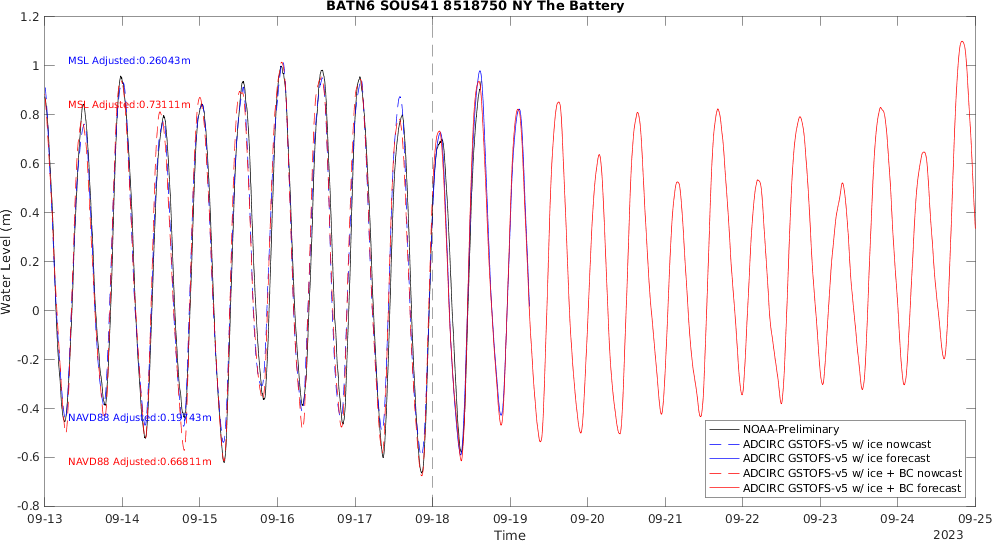 BATN6 SOUS41 8518750 NY The Battery
1.2
1
0.8
0.6
0.4
0.2
0
-0.2
-0.4
-0.6
-0.8
Water Level (m)
MSL Adjusted:0.26043m
MSL Adjusted:0.73111m
NAVD88 Adjusted:0.19743m
NAVD88 Adjusted:0.66811m
NOAA-Preliminary
ADCIRC GSTOFS-v5 w/ ice nowcast
ADCIRC GSTOFS-v5 w/ ice forecast
ADCIRC GSTOFS-v5 w/ ice + BC nowcast
ADCIRC GSTOFS-v5 w/ ice + BC forecast
09-13 09-14 09-15 09-16 09-17 09-18 09-19 09-20 09-21 09-22 09-23 09-24 09-25
Time
2023